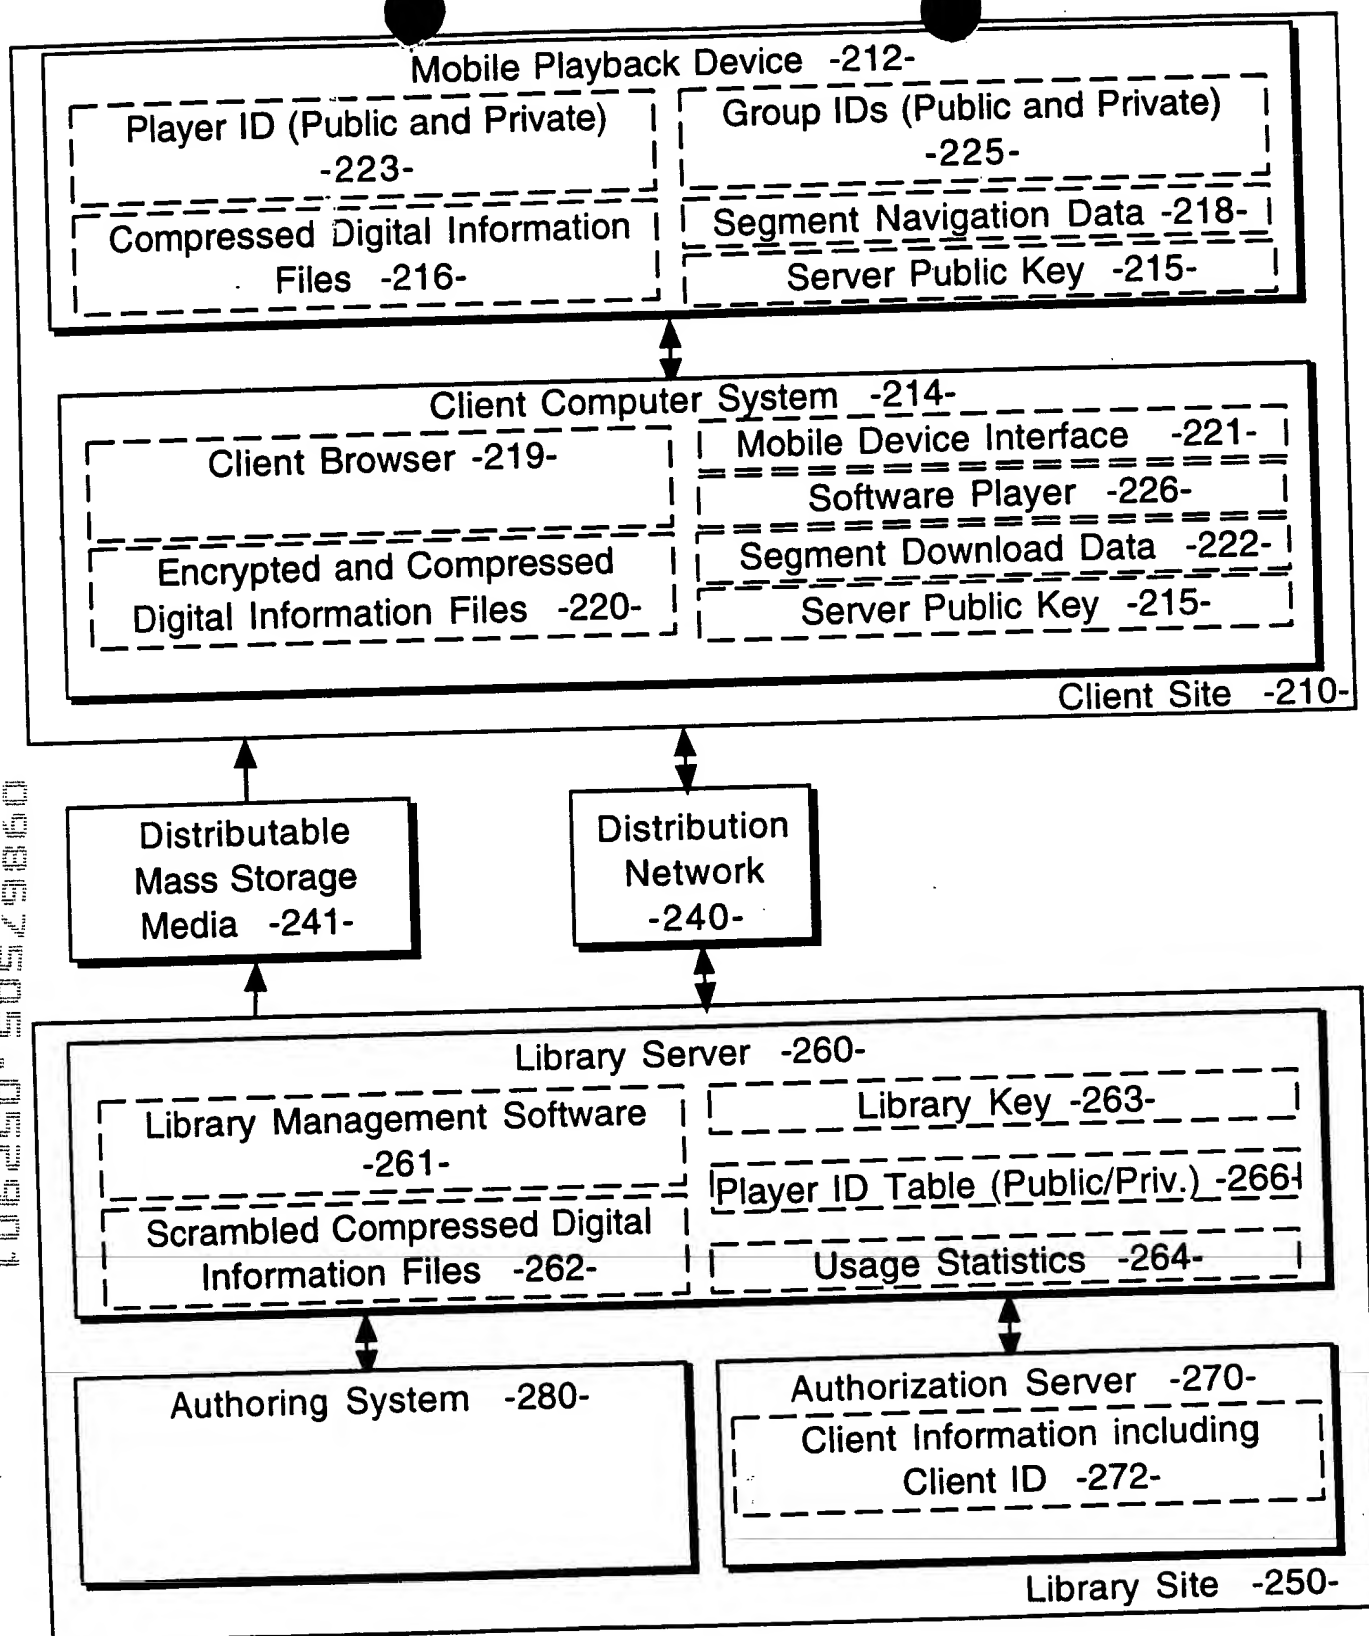 Mobile Playback Device -212-
Player ID (Public and Private)
-223-
Group IDs (Public and Private)
-225-
Compressed Digital Information
Files -216-
Segment Navigation Data -218-
Server Public Key -215-
Client Computer System -214-
Client Browser -219-
Mobile Device Interface -221-
Software Player -226-
Encrypted and Compressed
Digital Information Files -220-
Segment Download Data -222-
Server Public Key -215-
Client Site -210-
Distributable
Mass Storage
Media -241-
Distribution
Network
-240-
Library Server -260-
Library Management Software
-261-
Library Key -263-
Player ID Table (Public/Priv.) -266-
Scrambled Compressed Digital
Information Files -262-
Usage Statistics -264-
Authoring System -280-
Authorization Server -270-
Client Information including
Client ID -272-
Library Site -250-